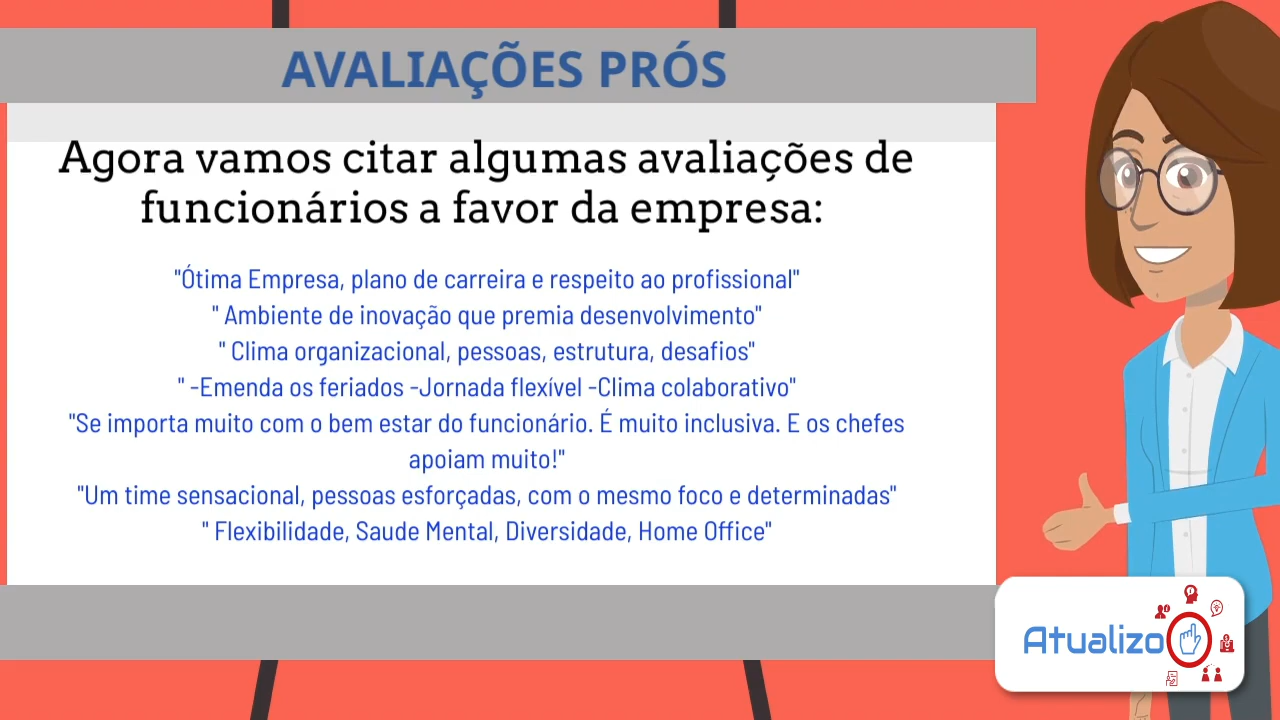 AVALIAÇÕES PRÓS
Agora vamos citar algumas avaliações de
funcionários a favor da empresa:
"Ótima Empresa, plano de carreira e respeito ao profissional"
" Ambiente de inovação que premia desenvolvimento"
" Clima organizacional, pessoas, estrutura, desafios"
" -Emenda os feriados -Jornada flexível -Clima colaborativo"
"Se importa muito com o bem estar do funcionário. É muito inclusiva. E os chefes
apoiam muito!"
"Um time sensacional, pessoas esforçadas, com o mesmo foco e determinadas"
" Flexibilidade, Saude Mental, Diversidade, Home Office"
Atualizo